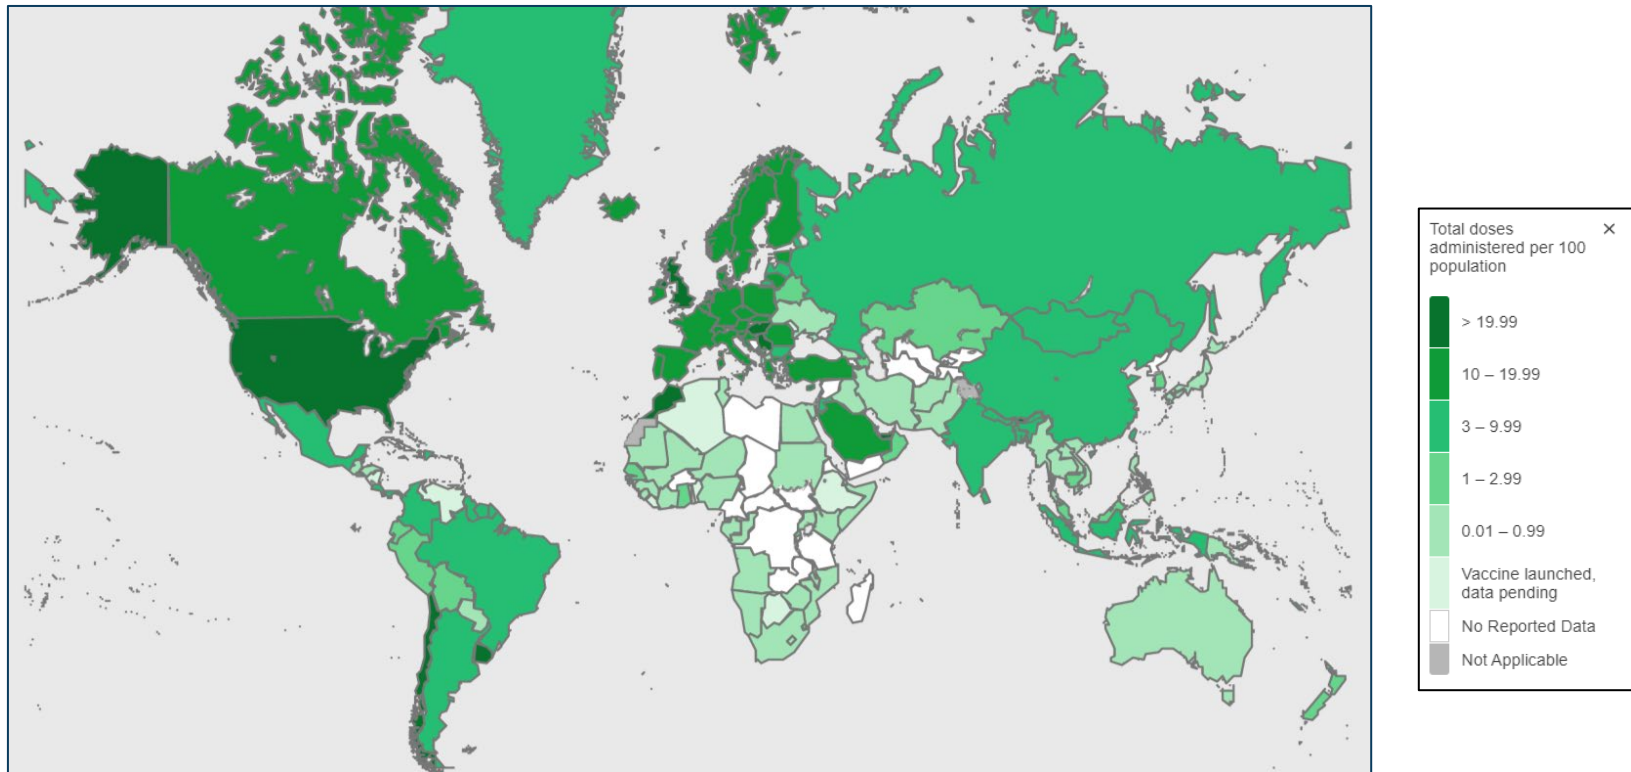 Total doses
administered per 100
population
×
> 19.99
10 – 19.99
3 – 9.99
1 – 2.99
0.01 – 0.99
Vaccine launched,
data pending
No Reported Data
Not Applicable